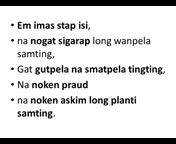 • Em imas stap isi,
• na nogat sigarap long wanpela
samting,
• Gat gutpela na smatpela tingting,
• Na noken praud
• na noken askim long planti
samting.